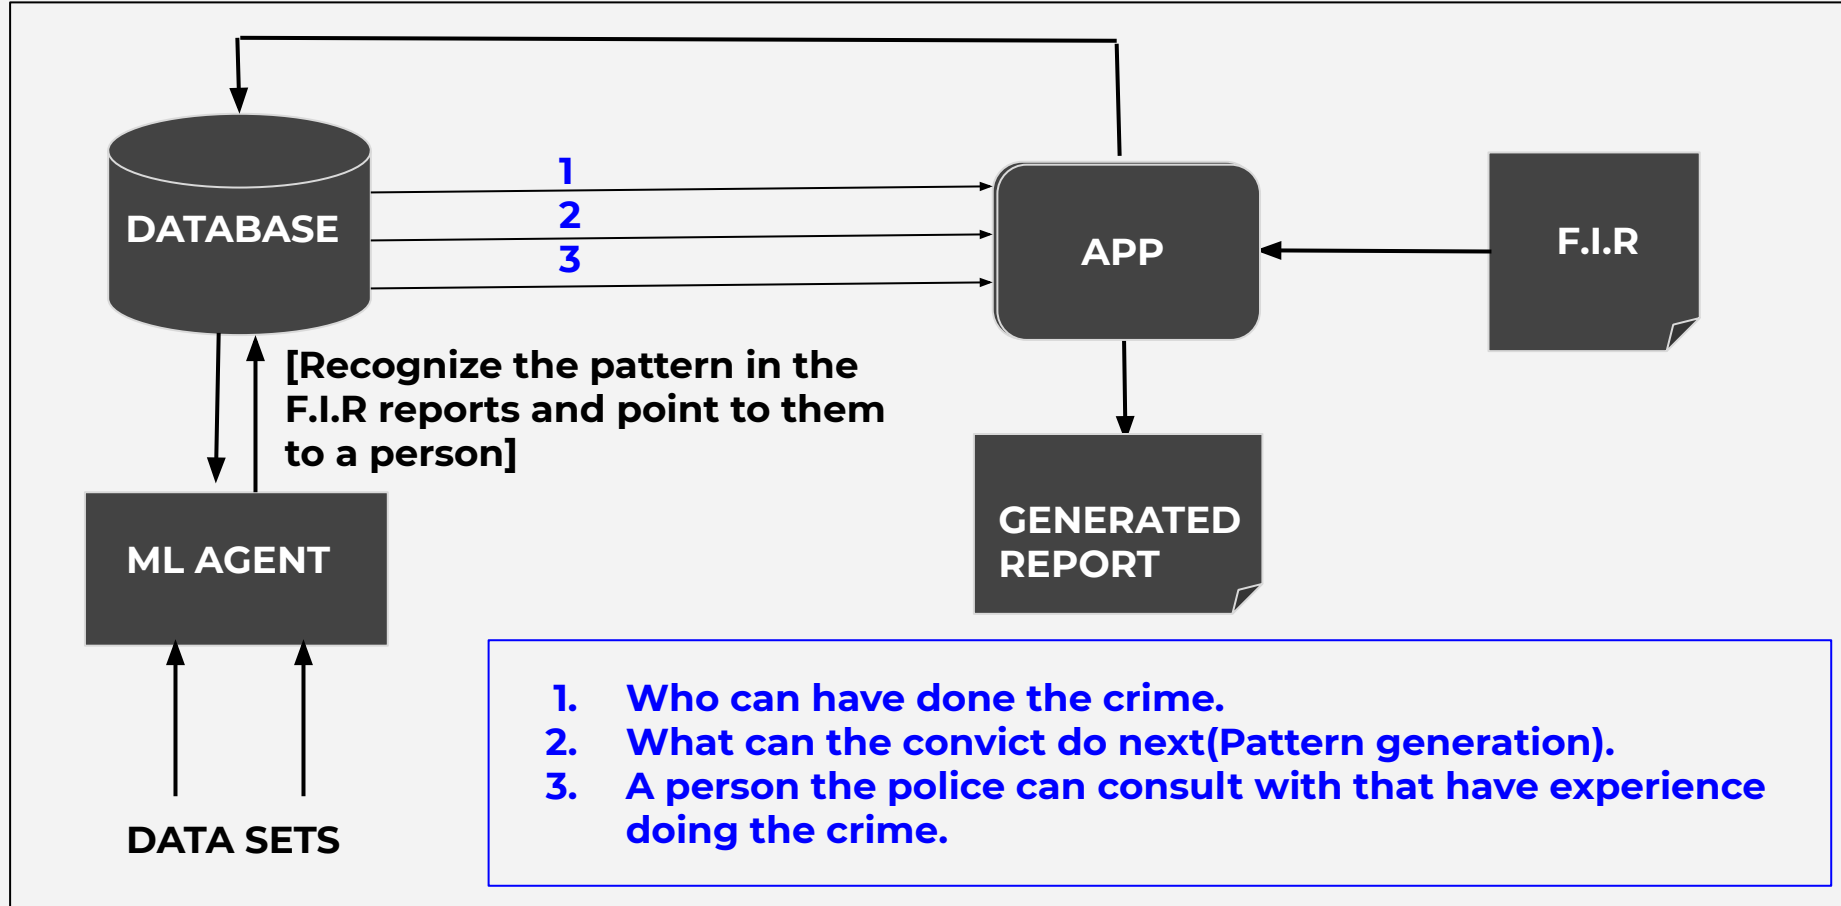 1
2
3
DATABASE
APP
F.I.R
[Recognize the pattern in the
F.I.R reports and point to them
to a person]
ML AGENT
GENERATED
REPORT
DATA SETS
1. Who can have done the crime.
2. What can the convict do next(Pattern generation).
3. A person the police can consult with that have experience
doing the crime.